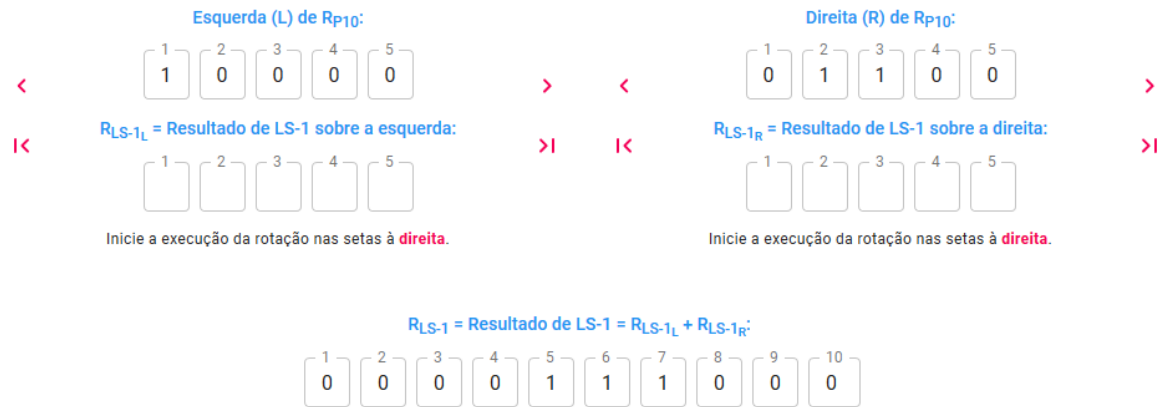 Esquerda (L) de RP10:
1 2 3 4 5
1 0 0 0 0
RLS-1L = Resultado de LS-1 sobre a esquerda:
1 2 3 4 5
Inicie a execução da rotação nas setas à direita.
Direita (R) de RP10:
1 2 3 4 5
0 1 1 0 0
RLS-1R = Resultado de LS-1 sobre a direita:
1 2 3 4 5
Inicie a execução da rotação nas setas à direita.
RLS-1 = Resultado de LS-1 = RLS-1L + RLS-1R:
1 2 3 4 5 6 7 8 9 10
0 0 0 0 1 1 1 0 0 0